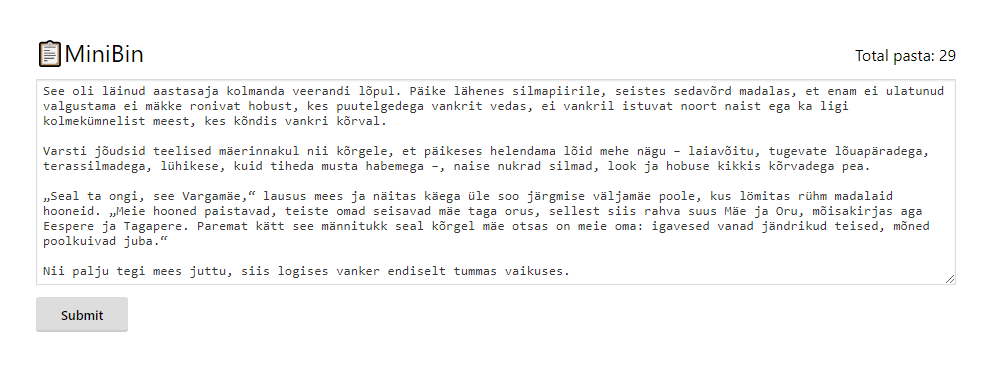 MiniBin
Total pasta: 29
See oli läinud aastasaja kolmanda veerandi lõpul. Päike lähenes silmapiirile, seistes sedavõrd madalas, et enam ei ulatunud
valgustama ei mäkke ronivat hobust, kes puutelgedega vankrit vedas, ei vankril istuvat noort naist ega ka ligi
kolmekümnelist meest, kes kõndis vankri kõrval.

Varsti jõudsid teelised mäerinnakul nii kõrgele, et päikeses helendama lõid mehe nägu – laiavõitu, tugevate lõuapäradega,
terassilmadega, lühikese, kuid tiheda musta habemega –, naise nukrad silmad, look ja hobuse kikkis kõrvadega pea.

„Seal ta ongi, see Vargamäe,“ lausus mees ja näitas käega üle soo järgmise väljamäe poole, kus lömitas rühm madalaid
hooneid. „Meie hooned paistavad, teiste omad seisavad mäe taga orus, sellest siis rahva suus Mäe ja Oru, mõisakirjas aga
Eespere ja Tagapere. Paremat kätt see männitukk seal kõrgel mäe otsas on meie oma: igavesed vanad jändrikud teised, mõned
poolkuivad juba.“

Nii palju tegi mees juttu, siis logises vanker endiselt tummas vaikuses.
Submit